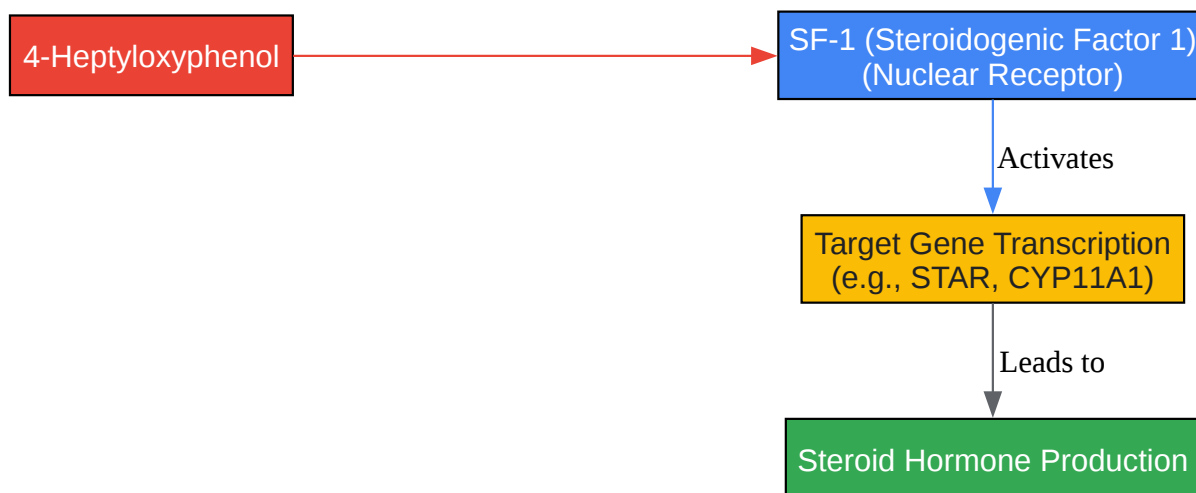 4-Heptyloxyphenol
SF-1 (Steroidogenic Factor 1)
(Nuclear Receptor)
Activates
Target Gene Transcription
(e.g., STAR, CYP11A1)
Leads to
Steroid Hormone Production